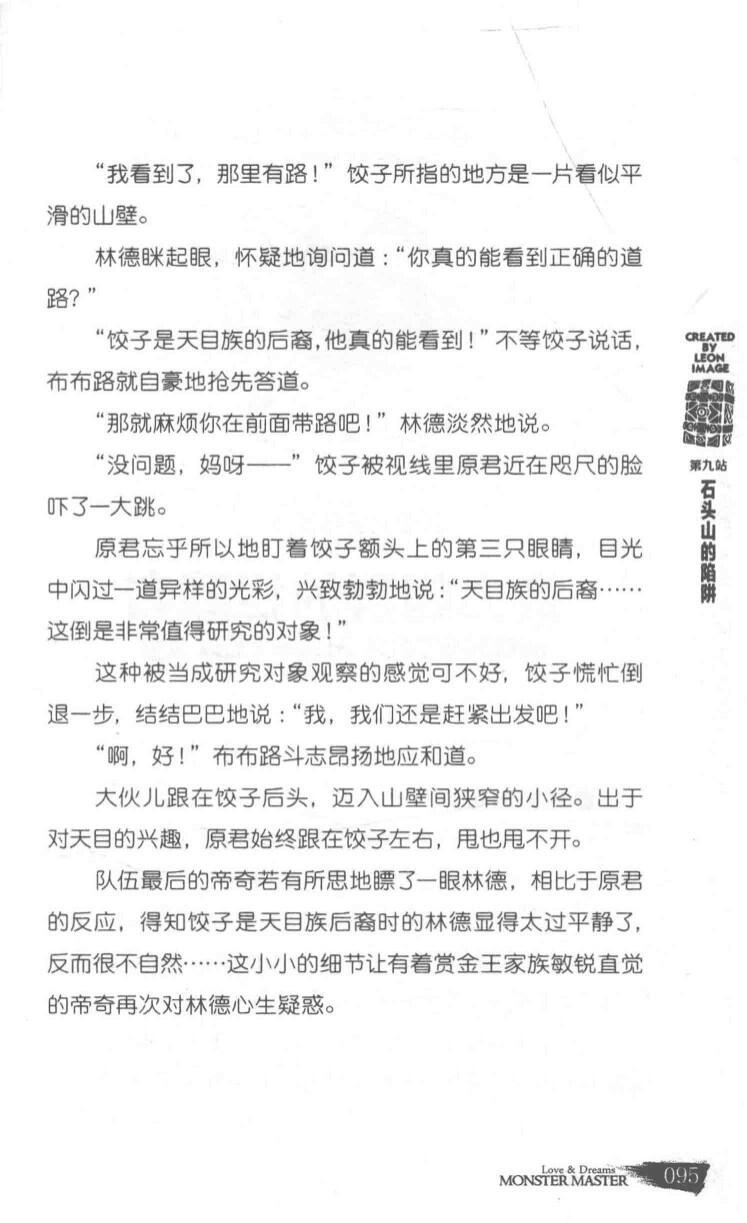 “我看到了，那里有路！”饺子所指的地方是一片看似平
滑的山壁。
林德眯起眼，怀疑地询问道：“你真的能看到正确的道
路？”
“饺子是天目族的后裔，他真的能看到！”不等饺子说话，
布布路就自豪地抢先答道。
“那就麻烦你在前面带路吧！”林德淡然地说。
“没问题，妈呀——”饺子被视线里原君近在咫尺的脸
吓了一大跳。
原君忘乎所以地盯着饺子额头上的第三只眼睛，目光
中闪过一道异样的光彩，兴致勃勃地说：“天目族的后裔……
这倒是非常值得研究的对象！”
这种被当成研究对象观察的感觉可不好，饺子慌忙倒
退一步，结结巴巴地说：“我，我们还是赶紧出发吧！”
“啊，好！”布布路斗志昂扬地应和道。
大伙儿跟在饺子后头，迈入山壁间狭窄的小径。出于
对天目的兴趣，原君始终跟在饺子左右，甩也甩不开。
队伍最后的帝奇若有所思地瞟了一眼林德，相比于原君
的反应，得知饺子是天目族后裔时的林德显得太过平静了，
反而很不自然……这小小的细节让有着赏金王家族敏锐直觉
的帝奇再次对林德心生疑惑。
CREATED
BY
LEON
IMAGE
第九站
石头山的陷阱
Love & Dreams
MONSTER MASTER
095